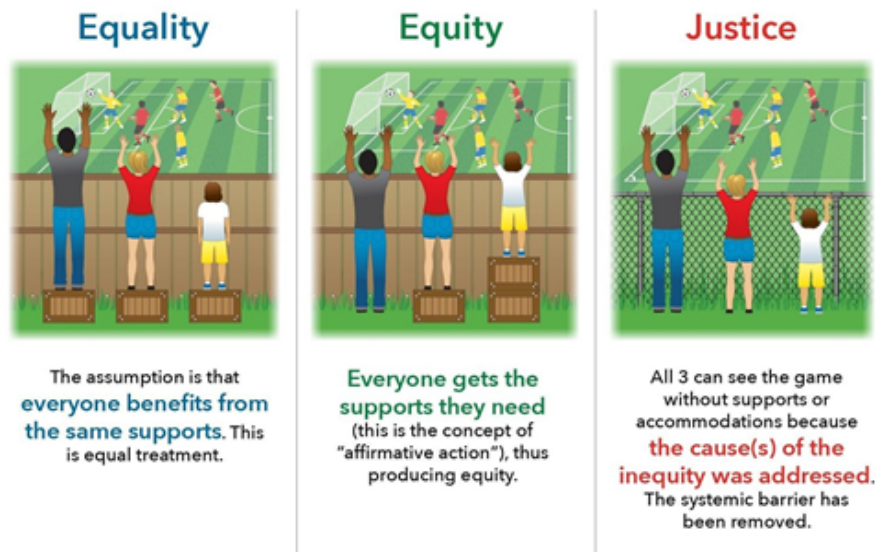 Equality
The assumption is that
everyone benefits from
the same supports. This
is equal treatment.
Equity
Everyone gets the
supports they need
(this is the concept of
“affirmative action”), thus
producing equity.
Justice
All 3 can see the game
without supports or
accommodations because
the cause(s) of the
inequity was addressed.
The systemic barrier has
been removed.